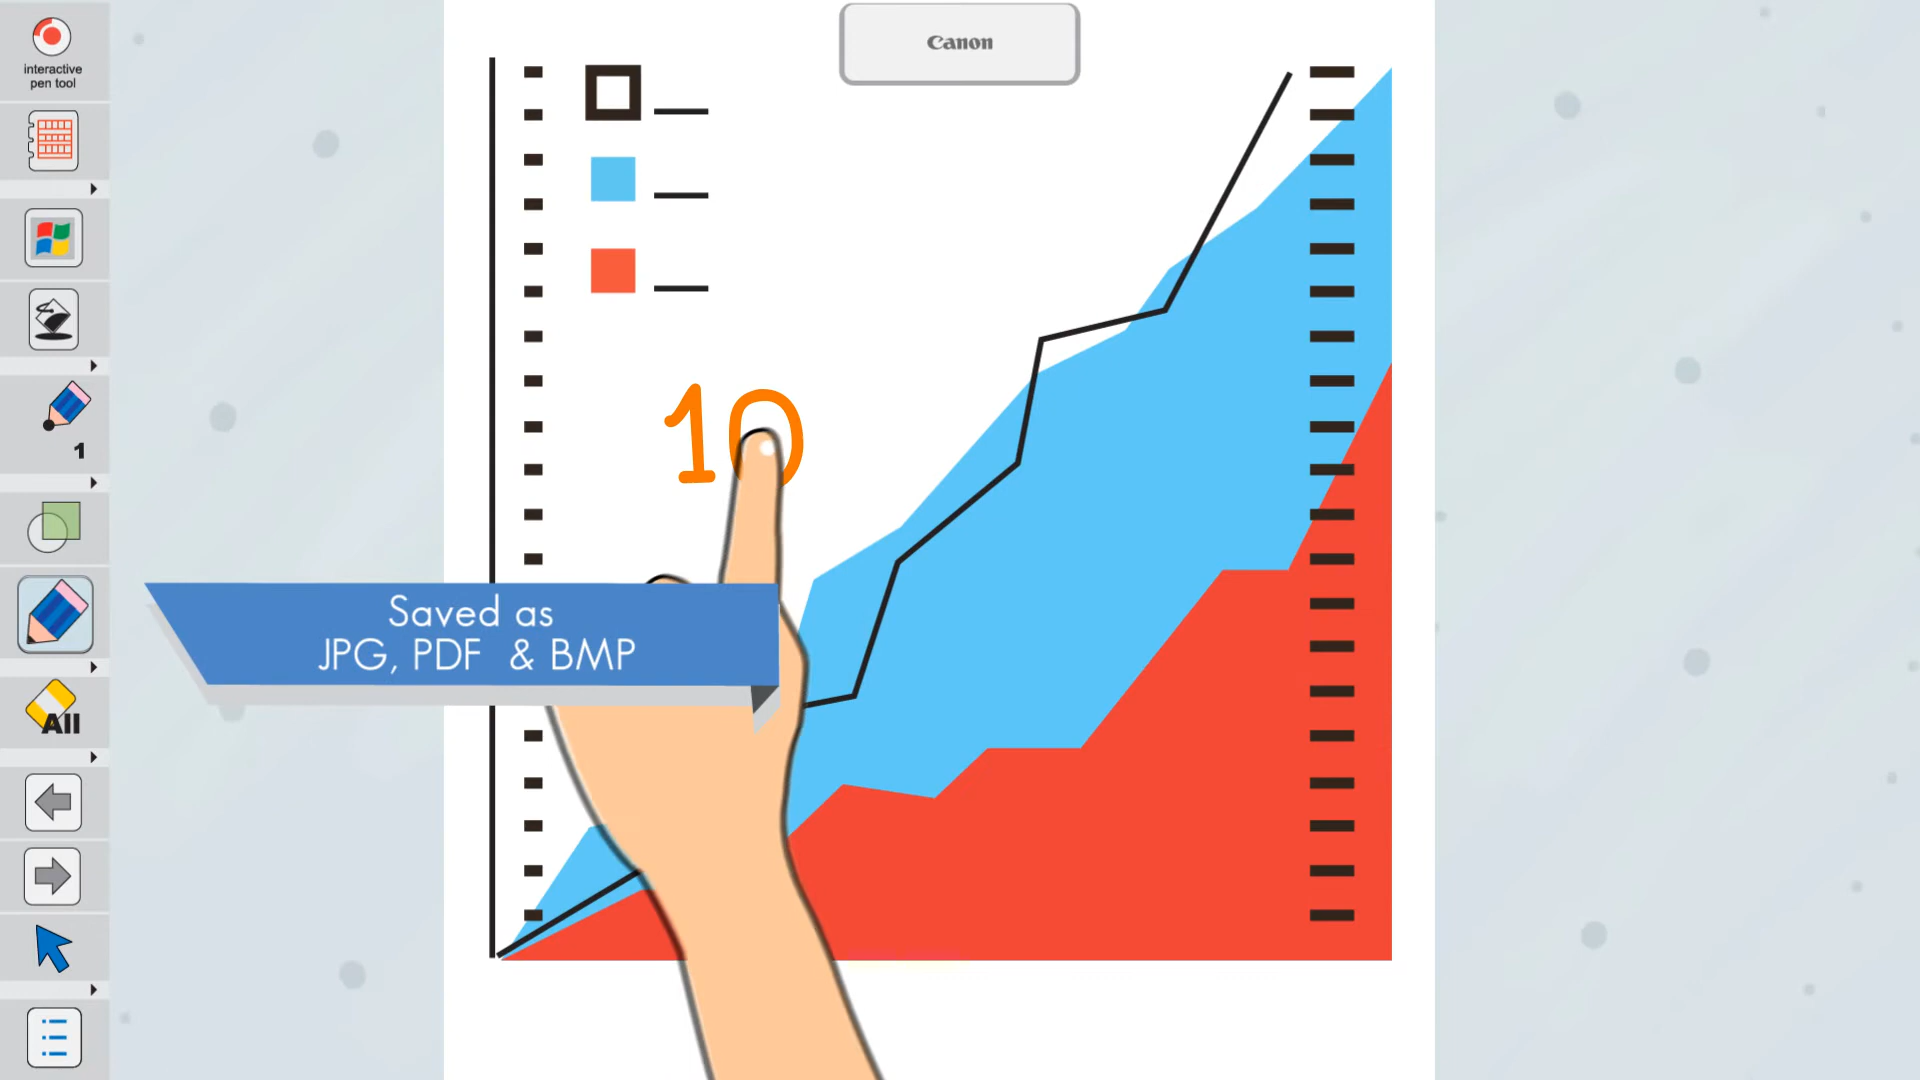 Canon
interactive
pen tool
1
10
Saved as
JPG, PDF & BMP
All